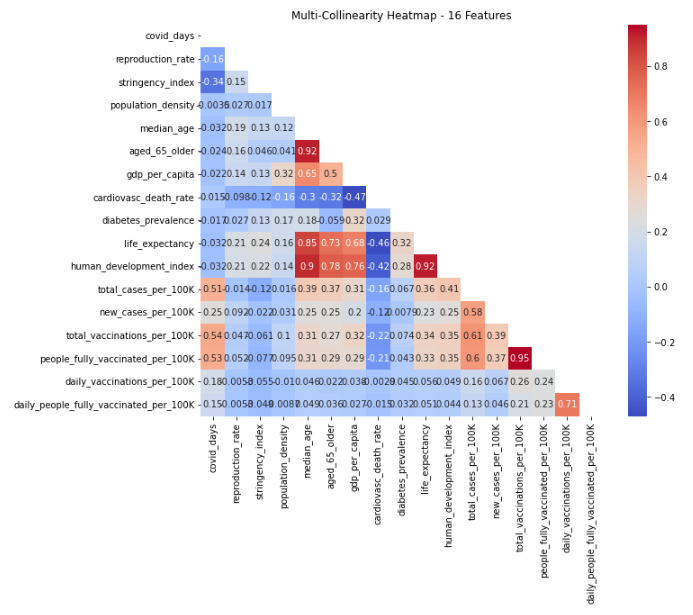 Multi-Collinearity Heatmap - 16 Features
covid_days
reproduction_rate -0.16
stringency_index -0.34 0.15
population_density -0.0035 0.027 0.017
median_age -0.032 0.19 0.13 0.12
aged_65_older -0.024 0.16 0.046 0.041 0.92
gdp_per_capita -0.022 0.14 0.13 0.32 0.65 0.5
cardiovasc_death_rate -0.015 -0.098 -0.12 -0.16 -0.3 -0.32 -0.47
diabetes_prevalence -0.017 0.027 0.13 0.17 0.18 -0.059 0.32 0.029
life_expectancy -0.032 0.21 0.24 0.16 0.85 0.73 0.68 -0.46 0.32
human_development_index -0.032 0.21 0.22 0.14 0.9 0.78 0.76 -0.42 0.28 0.92
total_cases_per_100K 0.51 -0.014 -0.12 0.016 0.39 0.37 0.31 -0.16 0.067 0.36 0.41
new_cases_per_100K 0.25 0.092 -0.022 0.031 0.25 0.25 0.2 -0.12 0.0079 0.23 0.25 0.58
total_vaccinations_per_100K 0.54 0.047 -0.061 0.1 0.31 0.27 0.32 -0.22 0.074 0.34 0.35 0.61 0.39
people_fully_vaccinated_per_100K 0.53 0.052 -0.077 0.095 0.31 0.29 0.29 -0.21 0.043 0.33 0.35 0.6 0.37 0.95
daily_vaccinations_per_100K 0.18 0.046 0.022 0.038 0.045 0.056 0.049 0.16 0.067 0.26 0.24
daily_people_fully_vaccinated_per_100K 0.15 0.0087 0.049 0.036 0.027 0.032 0.051 0.044 0.13 0.046 0.21 0.23 0.71
0.8
0.6
0.4
0.2
0.0
−0.2
−0.4
covid_days
reproduction_rate
stringency_index
population_density
median_age
aged_65_older
gdp_per_capita
cardiovasc_death_rate
diabetes_prevalence
life_expectancy
human_development_index
total_cases_per_100K
new_cases_per_100K
total_vaccinations_per_100K
people_fully_vaccinated_per_100K
daily_vaccinations_per_100K
daily_people_fully_vaccinated_per_100K